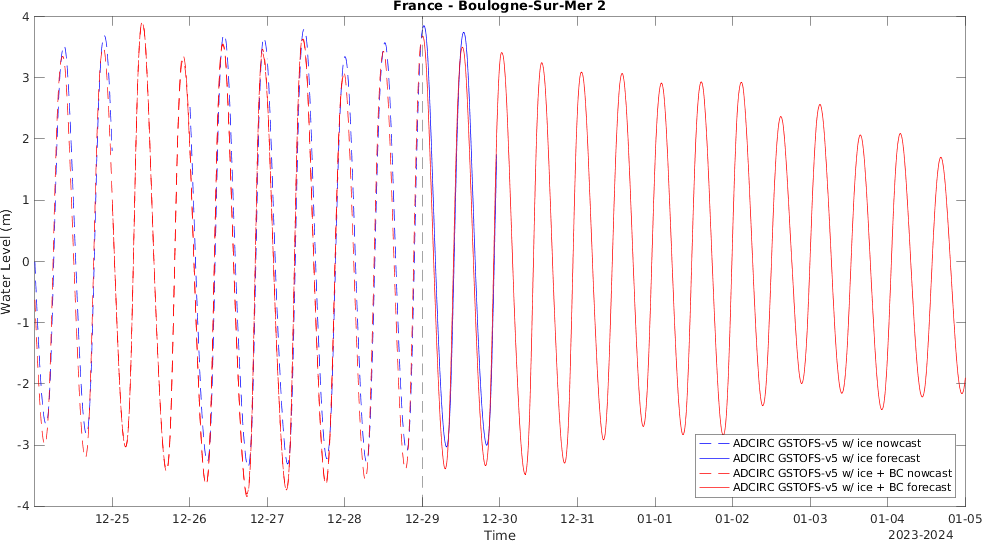 France - Boulogne-Sur-Mer 2
4
3
2
1
0
-1
-2
-3
-4
Water Level (m)
ADCIRC GSTOFS-v5 w/ ice nowcast
ADCIRC GSTOFS-v5 w/ ice forecast
ADCIRC GSTOFS-v5 w/ ice + BC nowcast
ADCIRC GSTOFS-v5 w/ ice + BC forecast
12-25 12-26 12-27 12-28 12-29 12-30 12-31 01-01 01-02 01-03 01-04 01-05
Time
2023-2024